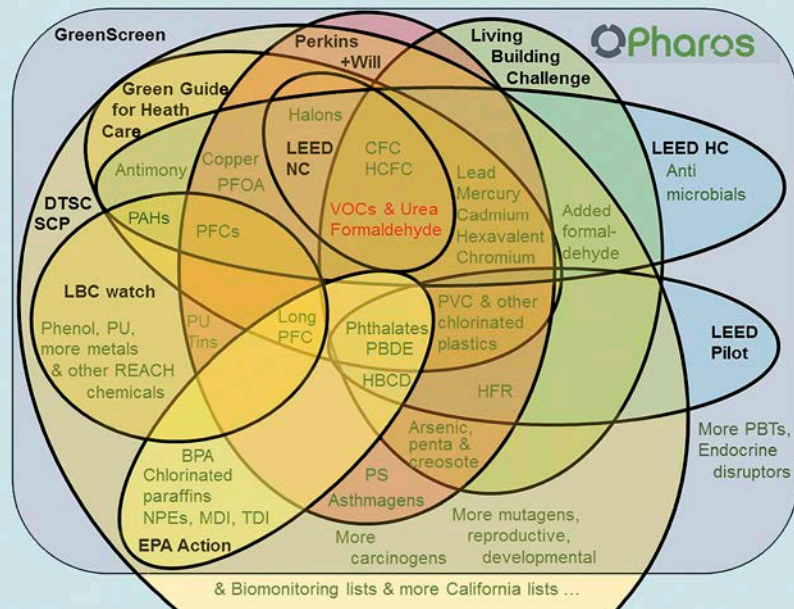 GreenScreen
Pharos
Perkins
+Will
Living
Building
Challenge
Green Guide
for Heath
Care
Halons
LEED
NC
CFC
HCFC
LEED HC
Anti
microbials
Antimony
Copper
PFOA
Lead
Mercury
Cadmium
Hexavalent
Chromium
DTSC
SCP
PAHs
PFCs
VOCs & Urea
Formaldehyde
Added
formal-
dehyde
LBC watch
Phenol, PU,
more metals
& other REACH
chemicals
PU
Tins
Long
PFC
Phthalates
PBDE
HBCD
PVC & other
chlorinated
plastics
LEED
Pilot
HFR
Arsenic,
penta &
creosote
More PBTs,
Endocrine
disruptors
BPA
Chlorinated
paraffins
NPEs, MDI, TDI
EPA Action
PS
Asthmagens
More
carcinogens
More mutagens,
reproductive,
developmental
& Biomonitoring lists & more California lists ...